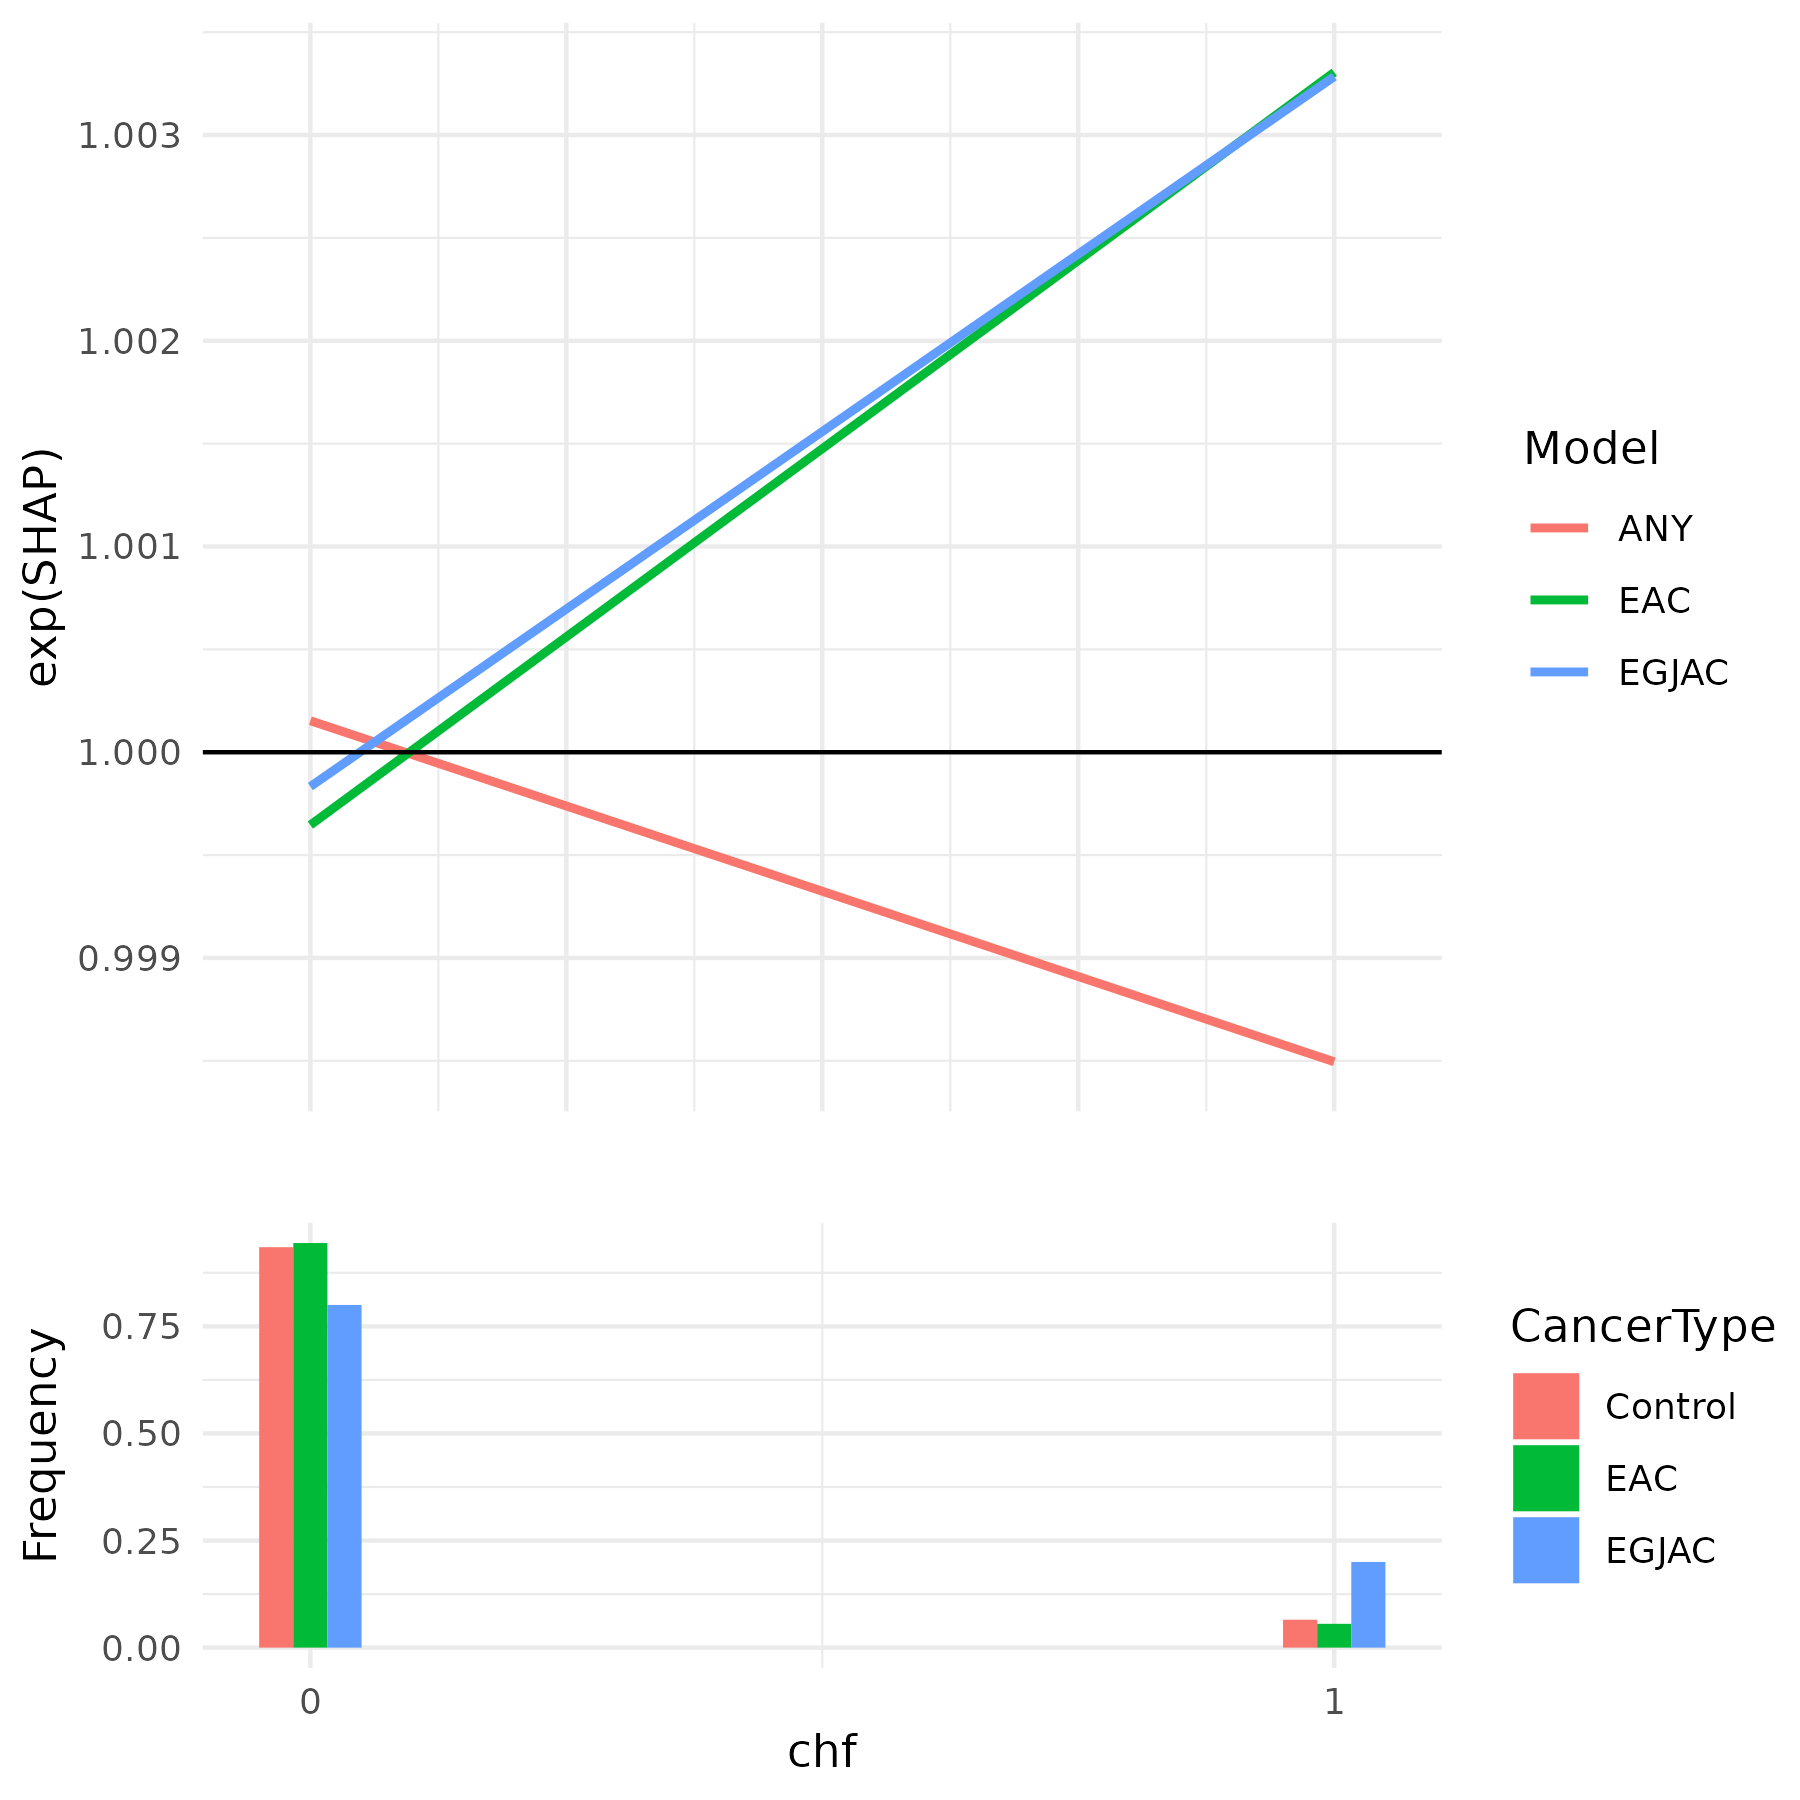 exp(SHAP)
1.003
1.002
1.001
1.000
0.999
Model
ANY
EAC
EGJAC
Frequency
0.75
0.50
0.25
0.00
0
1
chf
CancerType
Control
EAC
EGJAC